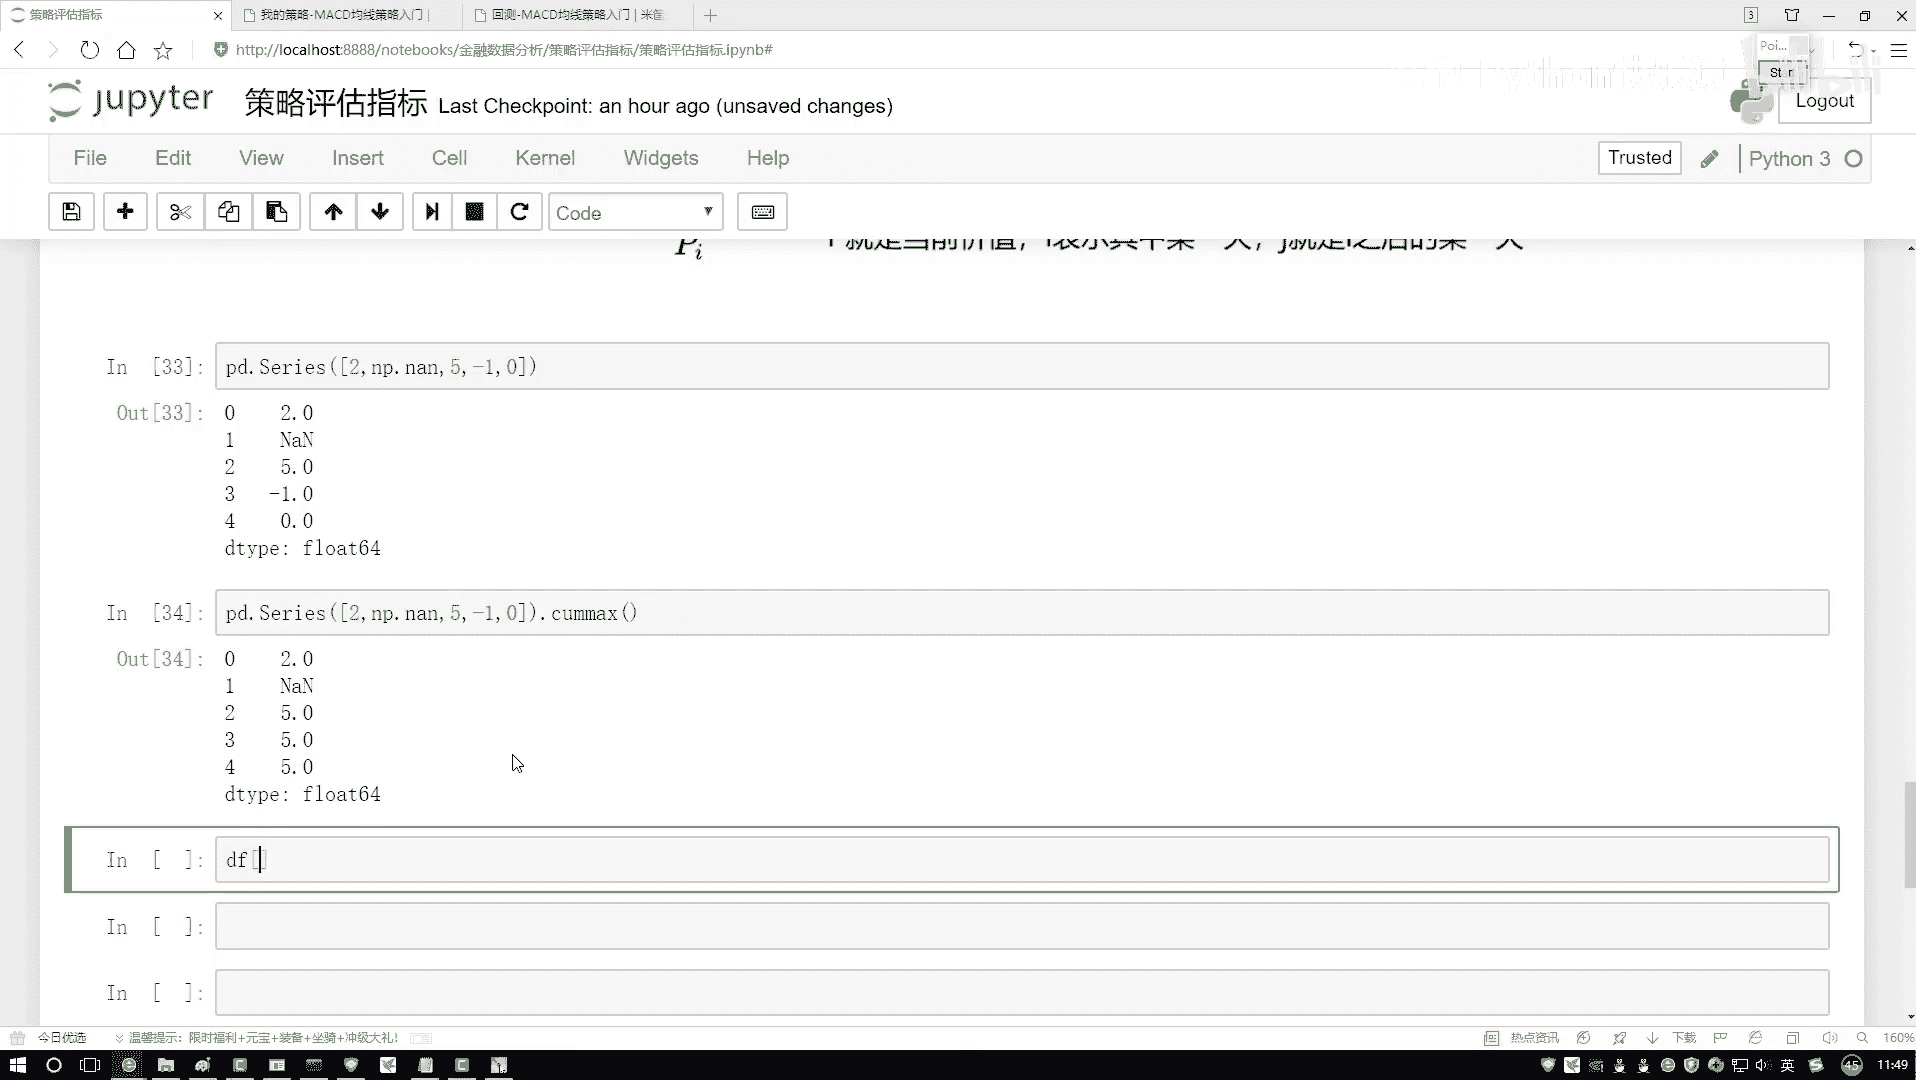 策略评估指标
我的策略-MACD均线策略入门 |
回测-MACD均线策略入门 | 米筐
3
http://localhost:8888/notebooks/金融数据分析/策略评估指标/策略评估指标.ipynb#
Poi...
Star
jupyter 策略评估指标 Last Checkpoint: an hour ago (unsaved changes)
Logout
File Edit View Insert Cell Kernel Widgets Help
Trusted
Python 3
Code
Pi
In [33]: pd.Series([2,np.nan,5,-1,0])
Out[33]: 0 2.0
1 NaN
2 5.0
3 -1.0
4 0.0
dtype: float64
In [34]: pd.Series([2,np.nan,5,-1,0]).cummax()
Out[34]: 0 2.0
1 NaN
2 5.0
3 5.0
4 5.0
dtype: float64
In [ ]: df[]
In [ ]:
In [ ]:
今日优选
温馨提示: 限时福利+元宝+装备+坐骑+冲级大礼!
热点资讯
下载
160%
英
45
11:49